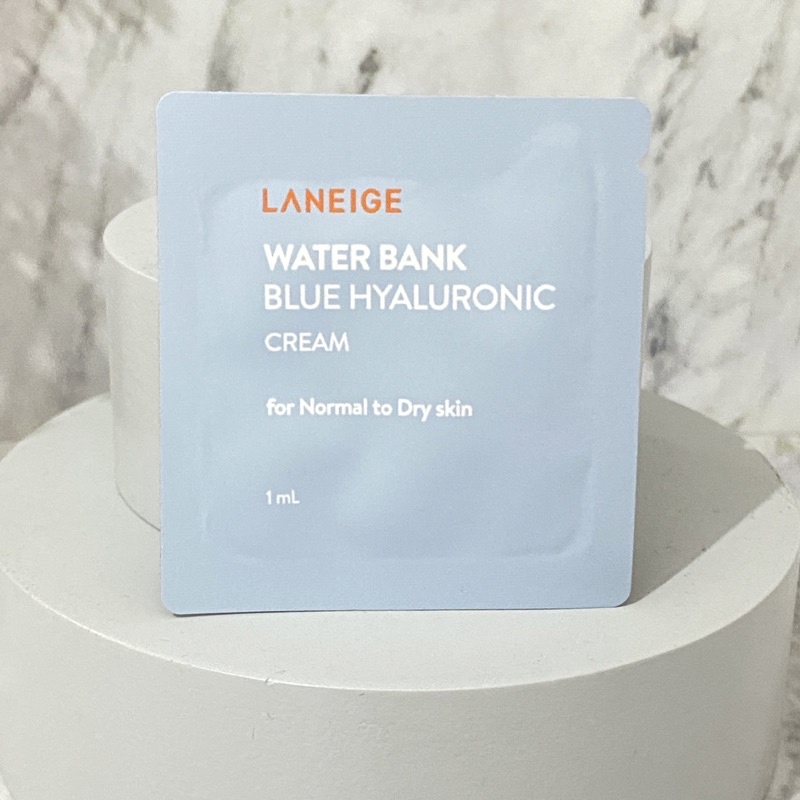 LANEIGE
WATER BANK
BLUE HYALURONIC
CREAM
for Normal to Dry skin
1 mL